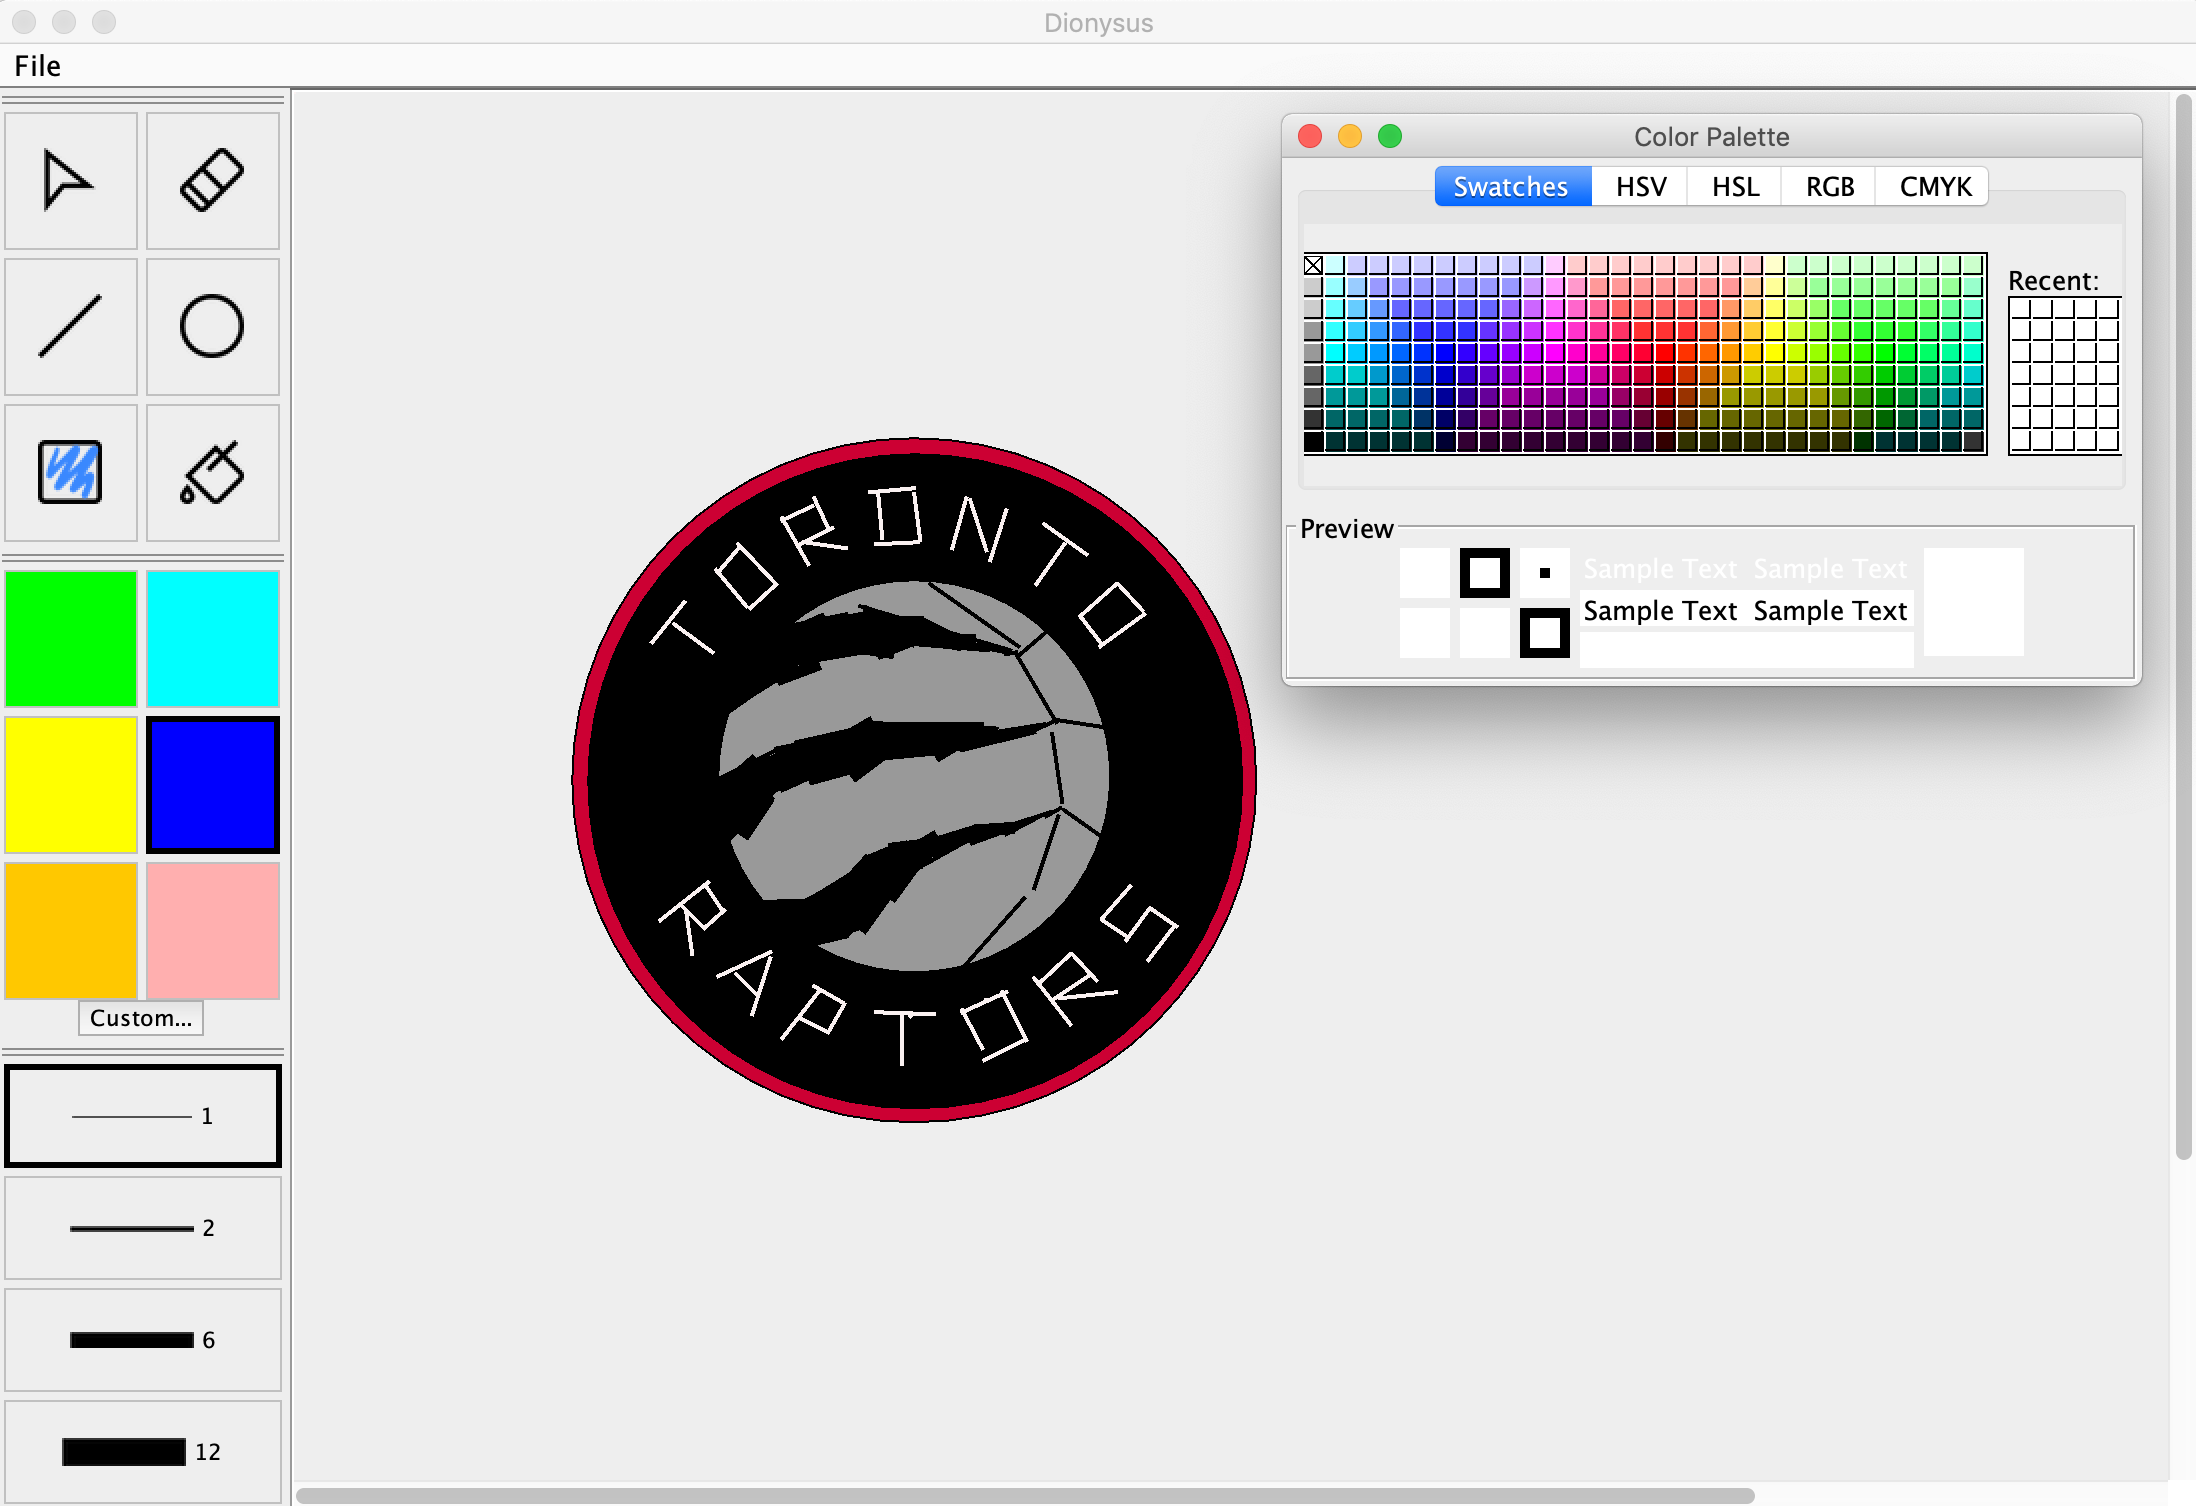 Dionysus
File
Color Palette
Swatches HSV HSL RGB CMYK
Recent:
Preview
Sample Text Sample Text
Sample Text Sample Text
TORONTO
RAPTORS
Custom...
1
2
6
12